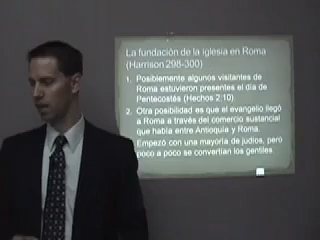 La fundación de la iglesia en Roma
(Harrison 298-300)
1. Posiblemente algunos visitantes de
Roma estuvieron presentes el día de
Pentecostés (Hechos 2:10).
2. Otra posibilidad es que el evangelio llegó
a Roma a través del comercio sustancial
que había entre Antioquía y Roma.
Empezó con una mayoría de judíos, pero
poco a poco se convertían los gentiles.